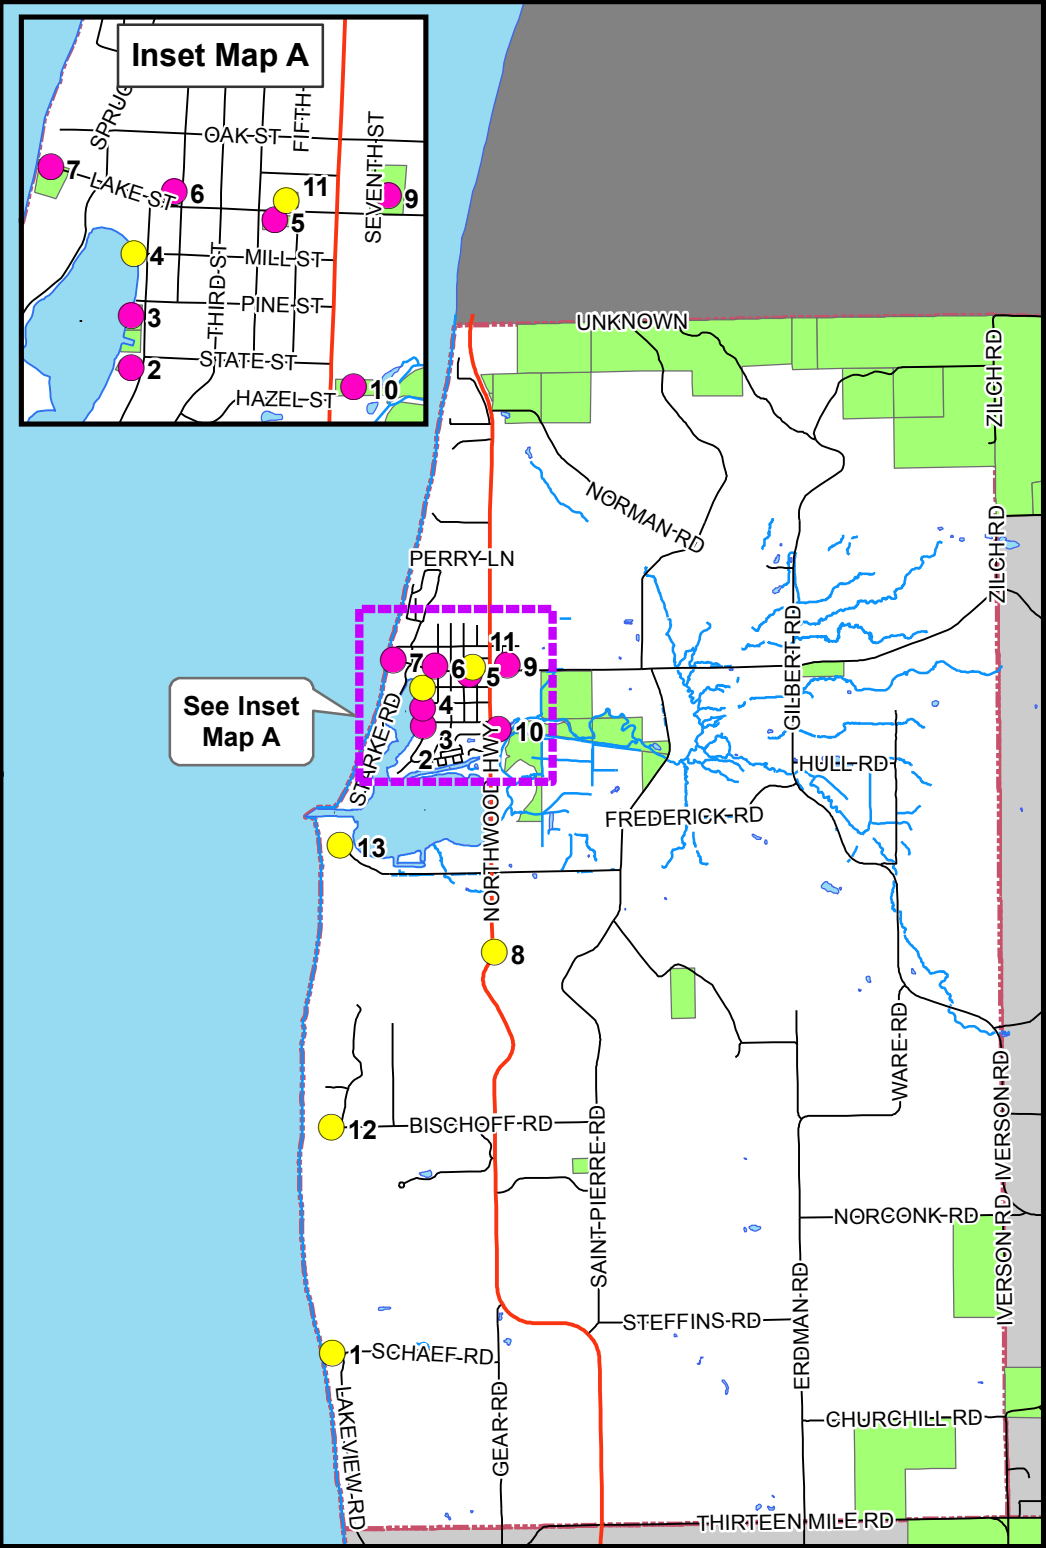 Inset Map A
SPRUC
FIFTH
OAK ST
SEVENTH ST
7
LAKE ST
6
11
9
5
4
THIRD ST
MILL ST
3
PINE ST
STATE ST
2
HAZEL ST
10
UNKNOWN
ZILCH RD
NORMAN RD
ZILCH RD
PERRY LN
11
7
6
5
9
GILBERT RD
See Inset
Map A
STARKE RD
4
3
2
10
NORTHWOOD HWY
HULL RD
FREDERICK RD
13
8
WARE RD
IVERSON RD
12
BISCHOFF RD
SAINT PIERRE RD
NORCONK RD
IVERSON RD
ERDMAN RD
STEFFINS RD
1
SCHAEF RD
LAKEVIEW RD
GEAR RD
CHURCHILL RD
THIRTEEN MILE RD